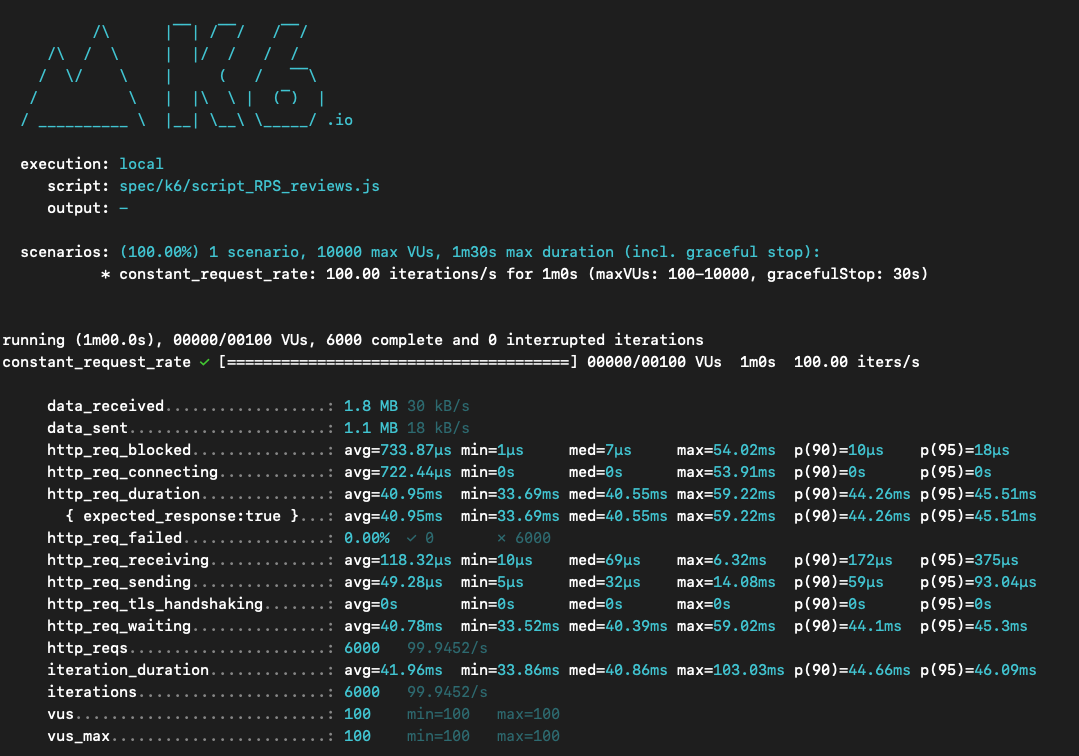 /\      |‾‾| /‾‾/   /‾‾/
     /\  /  \     |  |/  /   /  /
    /  \/    \    |     (   /   ‾‾\
   /          \   |  |\  \ |  (‾)  |
  / __________ \  |__| \__\ \_____/ .io
execution: local
script: spec/k6/script_RPS_reviews.js
output: -
scenarios: (100.00%) 1 scenario, 10000 max VUs, 1m30s max duration (incl. graceful stop):
* constant_request_rate: 100.00 iterations/s for 1m0s (maxVUs: 100-10000, gracefulStop: 30s)
running (1m00.0s), 00000/00100 VUs, 6000 complete and 0 interrupted iterations
constant_request_rate ✓ [======================================] 00000/00100 VUs  1m0s  100.00 iters/s
data_received..................: 1.8 MB 30 kB/s
data_sent......................: 1.1 MB 18 kB/s
http_req_blocked...............: avg=733.87µs min=1µs     med=7µs     max=54.02ms  p(90)=10µs    p(95)=18µs
http_req_connecting............: avg=722.44µs min=0s      med=0s      max=53.91ms  p(90)=0s      p(95)=0s
http_req_duration..............: avg=40.95ms  min=33.69ms med=40.55ms max=59.22ms  p(90)=44.26ms p(95)=45.51ms
{ expected_response:true }...: avg=40.95ms  min=33.69ms med=40.55ms max=59.22ms  p(90)=44.26ms p(95)=45.51ms
http_req_failed................: 0.00%  ✓ 0       ✗ 6000
http_req_receiving.............: avg=118.32µs min=10µs    med=69µs    max=6.32ms   p(90)=172µs   p(95)=375µs
http_req_sending...............: avg=49.28µs  min=5µs     med=32µs    max=14.08ms  p(90)=59µs    p(95)=93.04µs
http_req_tls_handshaking.......: avg=0s       min=0s      med=0s      max=0s       p(90)=0s      p(95)=0s
http_req_waiting...............: avg=40.78ms  min=33.52ms med=40.39ms max=59.02ms  p(90)=44.1ms  p(95)=45.3ms
http_reqs......................: 6000   99.9452/s
iteration_duration.............: avg=41.96ms  min=33.86ms med=40.86ms max=103.03ms p(90)=44.66ms p(95)=46.09ms
iterations.....................: 6000   99.9452/s
vus............................: 100    min=100   max=100
vus_max........................: 100    min=100   max=100